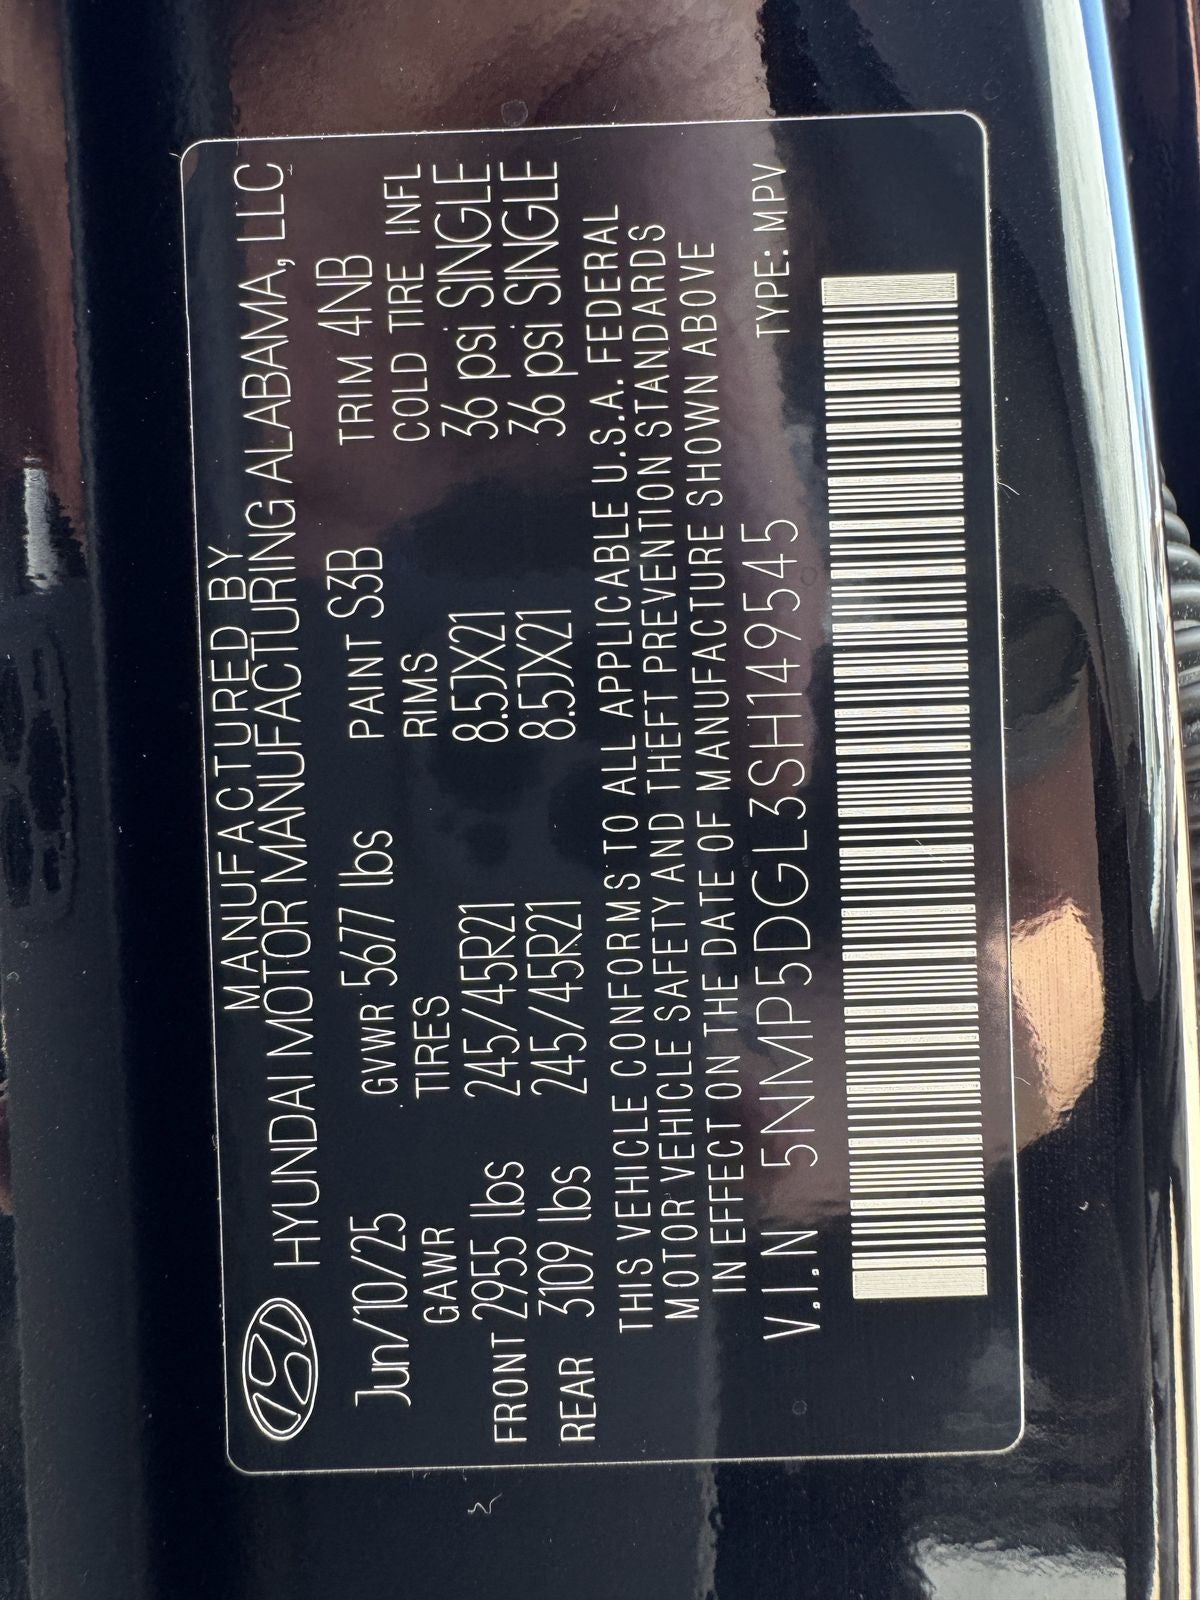 MANUFACTURED BY
HYUNDAI MOTOR MANUFACTURING ALABAMA, LLC
Jun/10/25 GVWR 5677 lbs PAINT S3B TRIM 4NB
GAWR TIRES RIMS COLD TIRE INFL
FRONT 2955 lbs 245/45R21 8.5JX21 36 psi SINGLE
REAR 3109 lbs 245/45R21 8.5JX21 36 psi SINGLE
THIS VEHICLE CONFORMS TO ALL APPLICABLE U.S.A. FEDERAL
MOTOR VEHICLE SAFETY AND THEFT PREVENTION STANDARDS
IN EFFECT ON THE DATE OF MANUFACTURE SHOWN ABOVE
V.I.N 5NMP5DGL3SH149545 TYPE: MPV